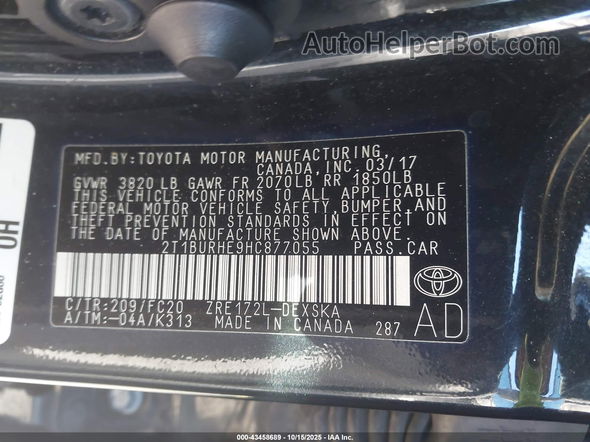 AutoHelperBot.com
MFD.BY:TOYOTA MOTOR MANUFACTURING
CANADA, INC. 03/17
GVWR 3820 LB GAWR FR 2070LB RR 1850LB
THIS VEHICLE CONFORMS TO ALL APPLICABLE
FEDERAL MOTOR VEHICLE SAFETY, BUMPER, AND
THEFT PREVENTION STANDARDS IN EFFECT ON
THE DATE OF MANUFACTURE SHOWN ABOVE.
2T1BURHE9HC877055 PASS.CAR
C/TR:209/FC20 ZRE172L-DEXSKA
A/TM:-04A/K313 MADE IN CANADA 287
AD
HO
000-43458689 - 10/15/2025 - IAA